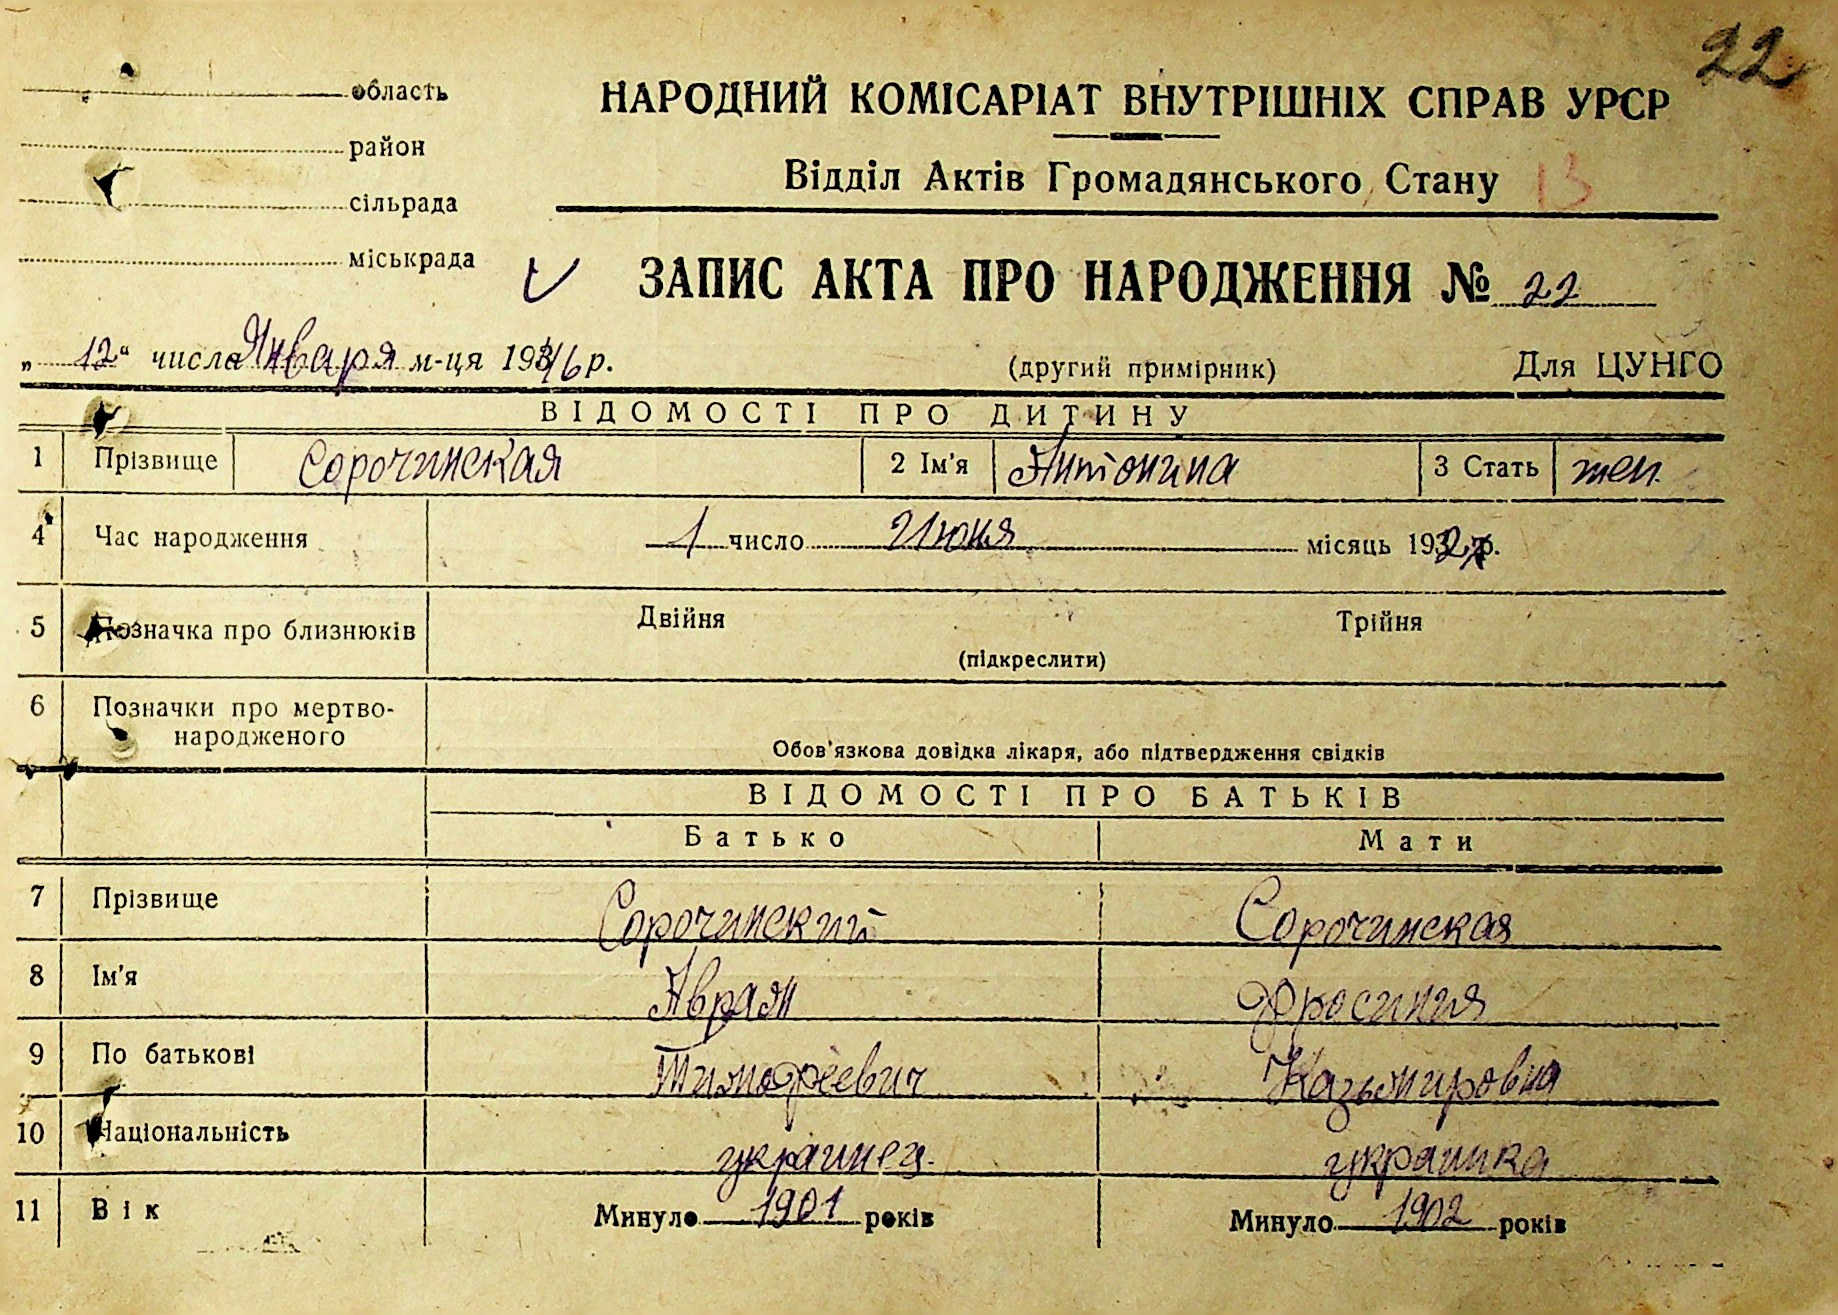 22
область
район
сільрада
міськрада
НАРОДНИЙ КОМІСАРІАТ ВНУТРІШНІХ СПРАВ УРСР
Відділ Актів Громадянського Стану 13
ЗАПИС АКТА ПРО НАРОДЖЕННЯ № 22
„12“ числа Января м-ця 1946 р.
(другий примірник) Для ЦУНГО
ВІДОМОСТІ ПРО ДИТИНУ
1 Прізвище Сорочинская 2 Ім'я Антонина 3 Стать жен.
4 Час народження 1 число Июня місяць 1932 р.
5 Позначка про близнюків Двійня Трійня
(підкреслити)
6 Позначки про мертво-
народженого
Обов'язкова довідка лікаря, або підтвердження свідків
ВІДОМОСТІ ПРО БАТЬКІВ
Батько Мати
7 Прізвище Сорочинский Сорочинская
8 Ім'я Аврам Фросиния
9 По батькові Тимофеевич Казьмировна
10 Національність украинец. украинка
11 Вік Минуло 1901 років Минуло 1902 років